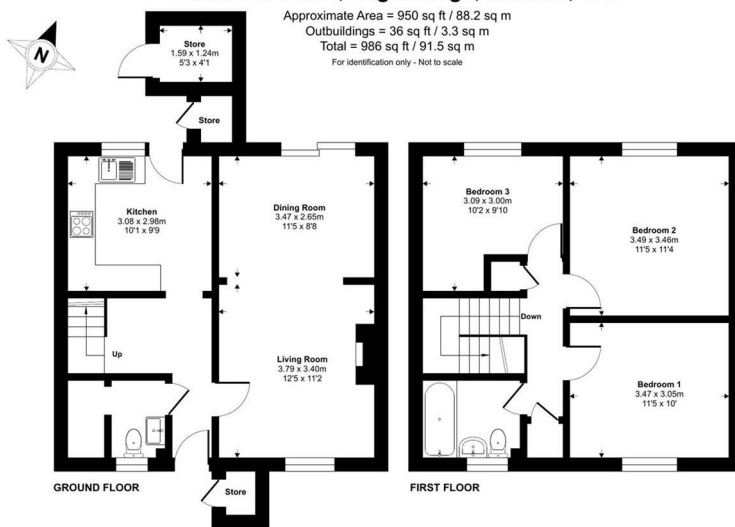 Approximate Area = 950 sq ft / 88.2 sq m
Outbuildings = 36 sq ft / 3.3 sq m
Total = 986 sq ft / 91.5 sq m
For identification only - Not to scale
N
Store
1.59 x 1.24m
5'3 x 4'1
Store
Kitchen
3.08 x 2.98m
10'1 x 9'9
Dining Room
3.47 x 2.65m
11'5 x 8'8
Up
Living Room
3.79 x 3.40m
12'5 x 11'2
Store
GROUND FLOOR
Bedroom 3
3.09 x 3.00m
10'2 x 9'10
Bedroom 2
3.49 x 3.46m
11'5 x 11'4
Down
Bedroom 1
3.47 x 3.05m
11'5 x 10'
FIRST FLOOR